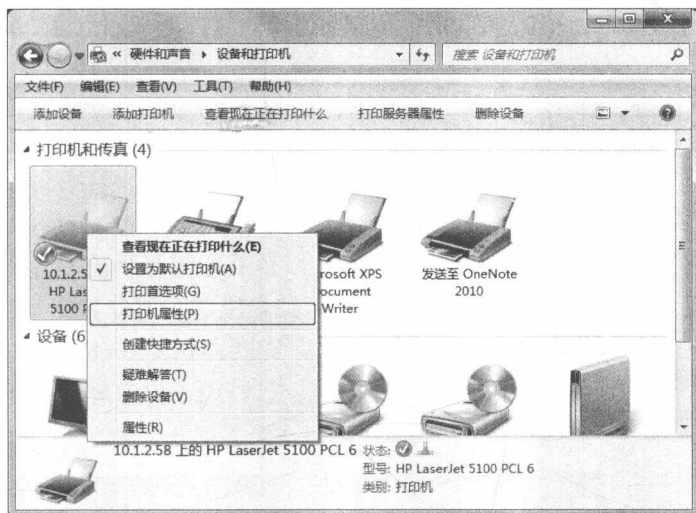 « 硬件和声音 ▸ 设备和打印机
搜索 设备和打印机
文件(F) 编辑(E) 查看(V) 工具(T) 帮助(H)
添加设备 添加打印机 查看现在正在打印什么 打印服务器属性 删除设备
打印机和传真 (4)
10.1.2.5
HP Las
5100 P
rosoft XPS
ocument
Writer
发送至 OneNote
2010
查看现在正在打印什么(E)
设置为默认打印机(A)
打印首选项(G)
打印机属性(P)
创建快捷方式(S)
疑难解答(T)
删除设备(V)
属性(R)
设备 (6
10.1.2.58 上的 HP LaserJet 5100 PCL 6
状态:
型号: HP LaserJet 5100 PCL 6
类别: 打印机